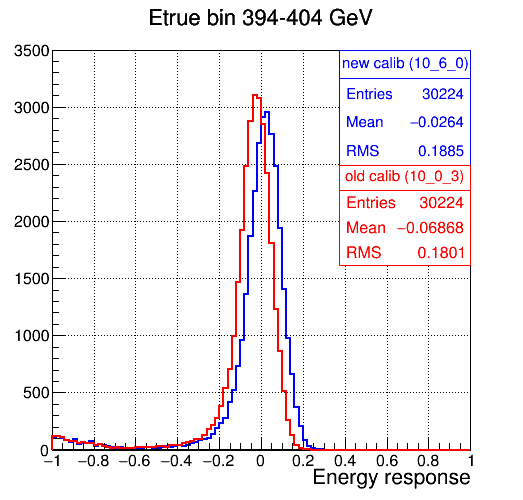 Etrue bin 394-404 GeV
3500
3000
2500
2000
1500
1000
500
0
new calib (10_6_0)
Entries 30224
Mean −0.0264
RMS 0.1885
old calib (10_0_3)
Entries 30224
Mean −0.06868
RMS 0.1801
−1 −0.8 −0.6 −0.4 −0.2 0 0.2 0.4 0.6 0.8 1
Energy response